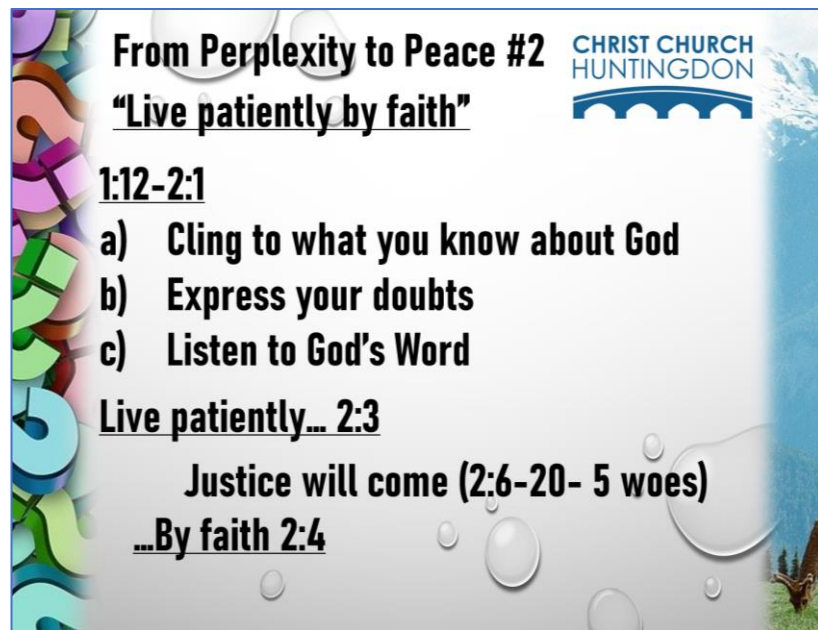 From Perplexity to Peace #2
CHRIST CHURCH
HUNTINGDON
“Live patiently by faith”
1:12-2:1
a) Cling to what you know about God
b) Express your doubts
c) Listen to God’s Word
Live patiently... 2:3
Justice will come (2:6-20- 5 woes)
...By faith 2:4